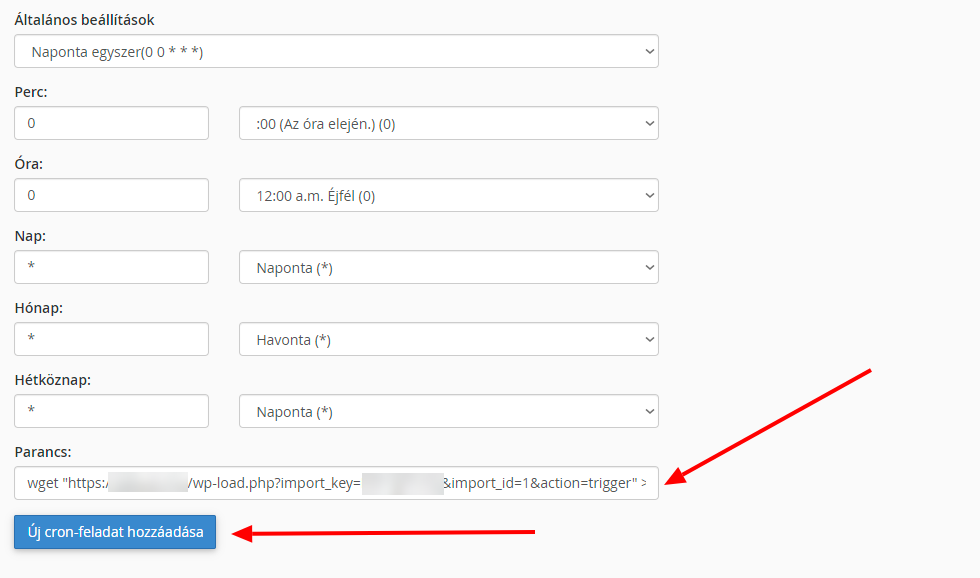 Általános beállítások
Naponta egyszer(0 0 * * *)
Perc:
0 :00 (Az óra elején.) (0)
Óra:
0 12:00 a.m. Éjfél (0)
Nap:
* Naponta (*)
Hónap:
* Havonta (*)
Hétköznap:
* Naponta (*)
Parancs:
wget "https:/ /wp-load.php?import_key= &import_id=1&action=trigger" >
Új cron-feladat hozzáadása